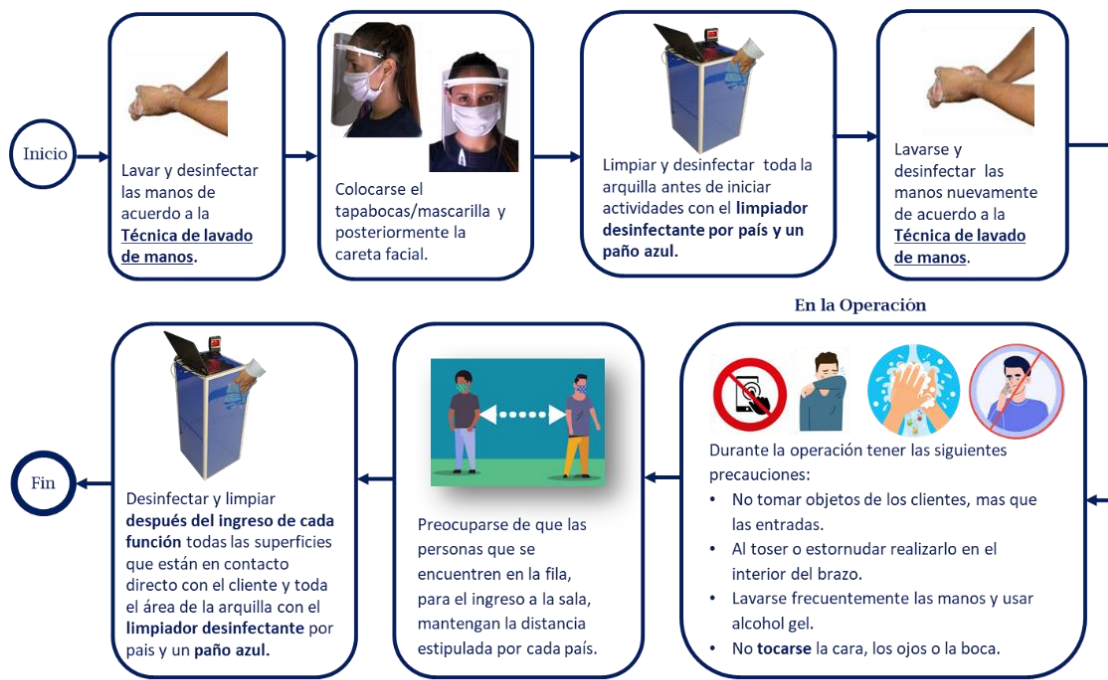 Inicio
Lavar y desinfectar
las manos de
acuerdo a la
Técnica de lavado
de manos.
Colocarse el
tapabocas/mascarilla y
posteriormente la
careta facial.
Limpiar y desinfectar toda la
arquilla antes de iniciar
actividades con el limpiador
desinfectante por país y un
paño azul.
Lavarse y
desinfectar las
manos nuevamente
de acuerdo a la
Técnica de lavado
de manos.
En la Operación
Durante la operación tener las siguientes
precauciones:
• No tomar objetos de los clientes, mas que
las entradas.
• Al toser o estornudar realizarlo en el
interior del brazo.
• Lavarse frecuentemente las manos y usar
alcohol gel.
• No tocarse la cara, los ojos o la boca.
Preocuparse de que las
personas que se
encuentren en la fila,
para el ingreso a la sala,
mantengan la distancia
estipulada por cada país.
Desinfectar y limpiar
después del ingreso de cada
función todas las superficies
que están en contacto
directo con el cliente y toda
el área de la arquilla con el
limpiador desinfectante por
pais y un paño azul.
Fin